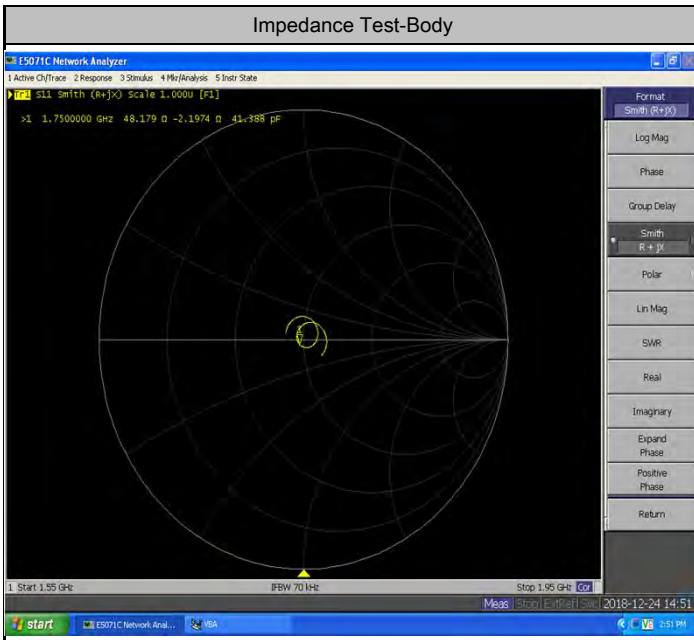 Impedance Test-Body
E5071C Network Analyzer
1 Active Ch/Trace 2 Response 3 Stimulus 4 Mkr/Analysis 5 Instr State
Tr1 S11 Smith (R+jX) Scale 1.000U [F1]
>1 1.7500000 GHz 48.179 Ω -2.1974 Ω 41.388 pF
Format
Smith (R+jX)
Log Mag
Phase
Group Delay
Smith
R + jX
Polar
Lin Mag
SWR
Real
Imaginary
Expand
Phase
Positive
Phase
Return
1 Start 1.55 GHz IFBW 70 kHz Stop 1.95 GHz Cor
Meas Stop ExtRef Svc 2018-12-24 14:51
start E5071C Network Anal... VBA 2:51 PM